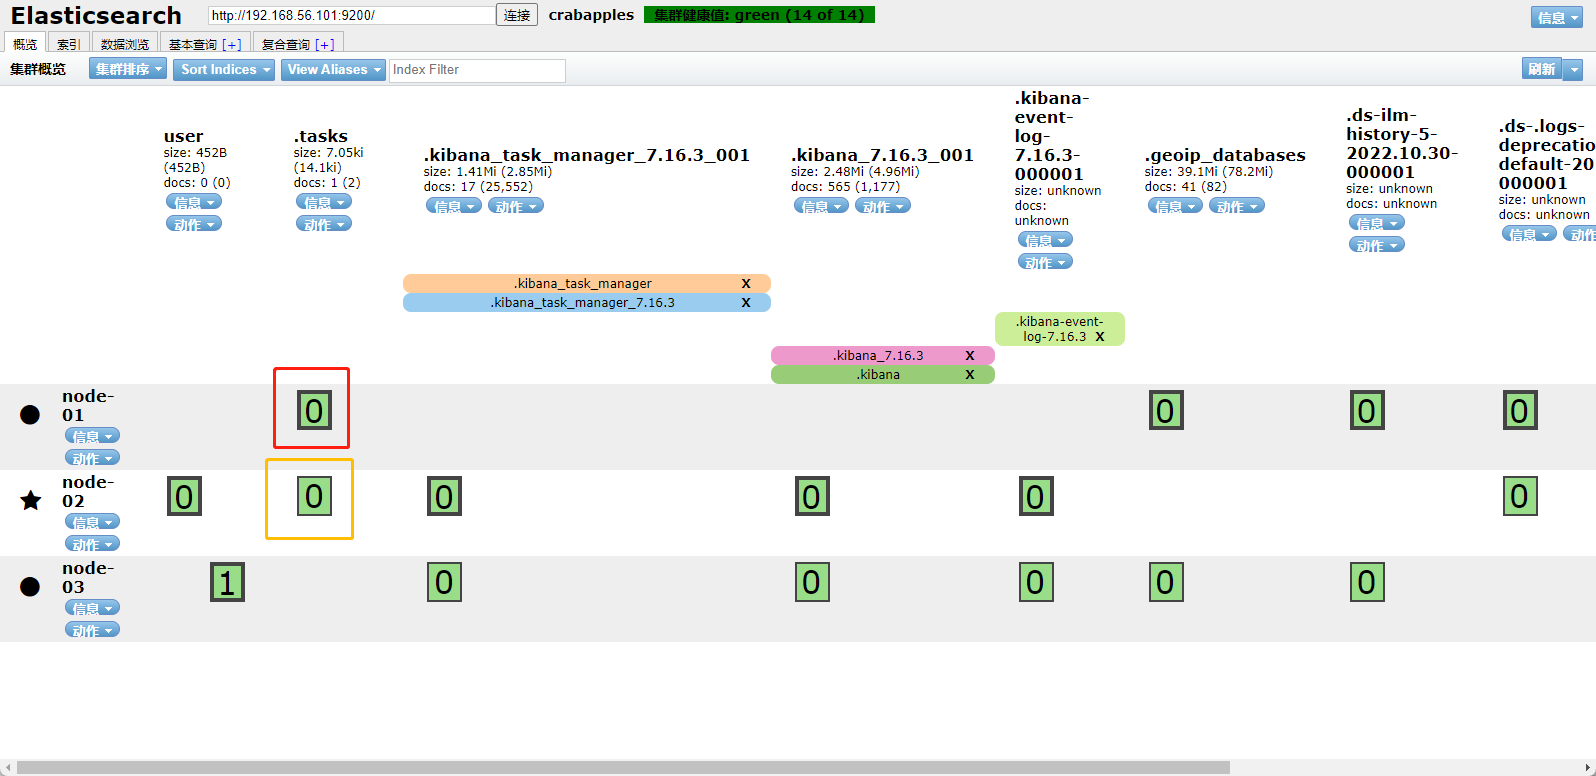 Elasticsearch
http://192.168.56.101:9200/
连接
crabapples
集群健康值: green (14 of 14)
信息
概览
索引
数据浏览
基本查询 [+]
复合查询 [+]
集群概览
集群排序
Sort Indices
View Aliases
Index Filter
刷新
user
size: 452B
(452B)
docs: 0 (0)
信息
动作
.tasks
size: 7.05ki
(14.1ki)
docs: 1 (2)
信息
动作
.kibana_task_manager_7.16.3_001
size: 1.41Mi (2.85Mi)
docs: 17 (25,552)
信息
动作
.kibana_7.16.3_001
size: 2.48Mi (4.96Mi)
docs: 565 (1,177)
信息
动作
.kibana-
event-
log-
7.16.3-
000001
size: unknown
docs:
unknown
信息
动作
.geoip_databases
size: 39.1Mi (78.2Mi)
docs: 41 (82)
信息
动作
.ds-ilm-
history-5-
2022.10.30-
000001
size: unknown
docs: unknown
信息
动作
.ds-.logs-
deprecatio
default-20
000001
size: unknown
docs: unknown
信息
动作
.kibana_task_manager X
.kibana_task_manager_7.16.3 X
.kibana-event-
log-7.16.3 X
.kibana_7.16.3 X
.kibana X
node-
01
信息
动作
0
0
0
0
node-
02
信息
动作
0
0
0
0
0
0
node-
03
信息
动作
1
0
0
0
0
0